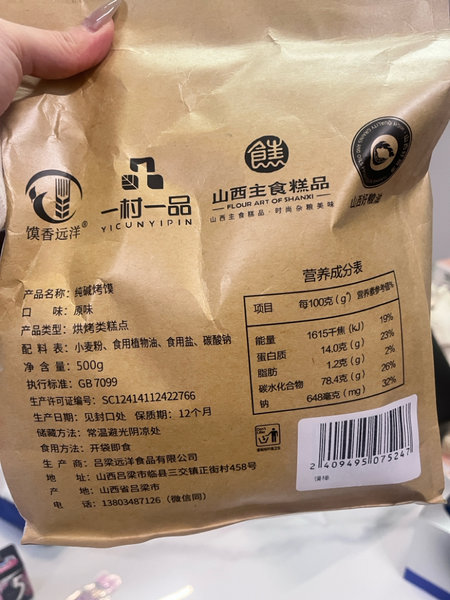 馍香远洋®
一村一品
YICUNYIPIN
山西主食糕品
FLOUR ART OF SHANXI
山西主食糕品·时尚杂粮美味
山西好粮油
产品名称：纯碱烤馍
口 味：原味
产品类型：烘烤类糕点
配 料 表：小麦粉、食用植物油、食用盐、碳酸钠
净 含 量：500g
执行标准：GB 7099
生产许可证编号：SC12414112422766
生产日期：见封口处 保质期：12个月
储藏方法：常温避光阴凉处
食用方法：开袋即食
生 产 商：吕梁远洋食品有限公司
地 址：山西吕梁市临县三交镇正街村458号
产 地：山西省吕梁市
电 话：13803487126（微信同）
营养成分表
项目 每100克(g) 营养素参考值%
能量 1615千焦(kJ) 19%
蛋白质 14.0克(g) 23%
脂肪 1.2克(g) 2%
碳水化合物 78.4克(g) 26%
钠 648毫克(mg) 32%
2 409495 075247